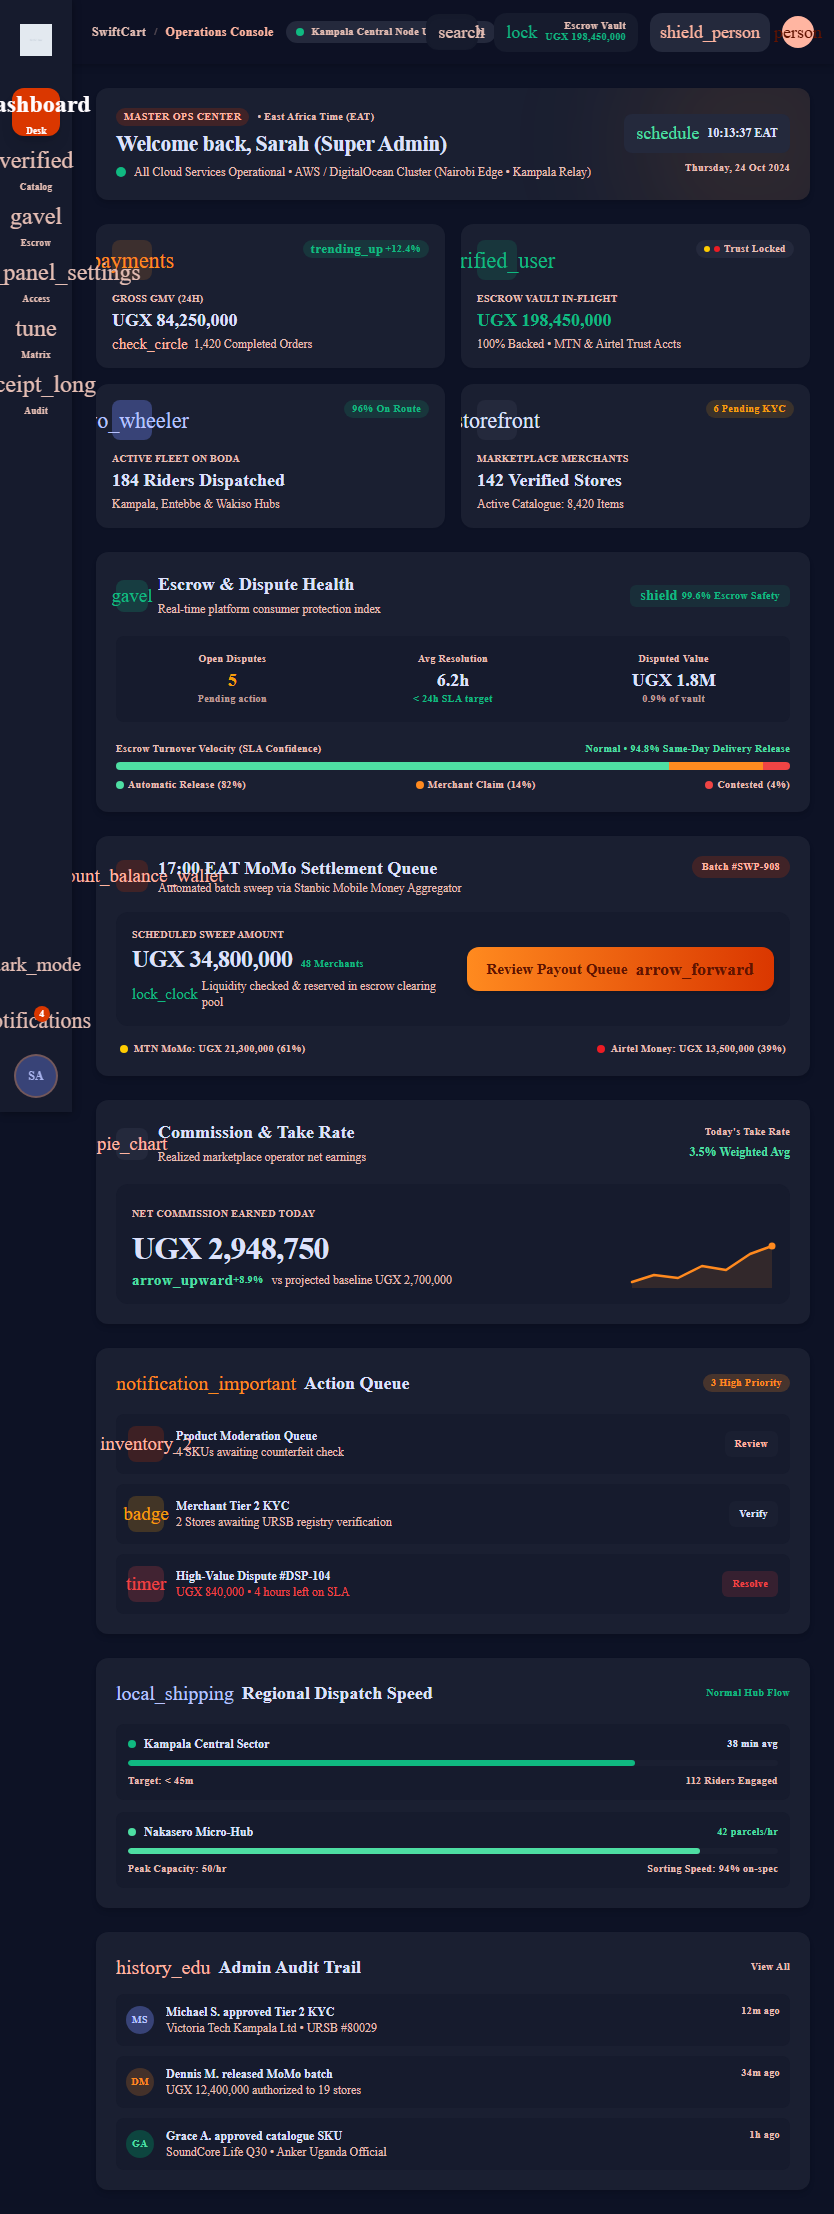 SwiftCart / Operations Console
Kampala Central Node U
search
lock
Escrow Vault
UGX 198,450,000
shield_person
person
ashboard
Desk
verified
Catalog
gavel
Escrow
panel_settings
Access
tune
Matrix
ceipt_long
Audit
ark_mode
otifications
4
SA
MASTER OPS CENTER • East Africa Time (EAT)
Welcome back, Sarah (Super Admin)
All Cloud Services Operational • AWS / DigitalOcean Cluster (Nairobi Edge • Kampala Relay)
schedule 10:13:37 EAT
Thursday, 24 Oct 2024
payments
trending_up +12.4%
GROSS GMV (24H)
UGX 84,250,000
check_circle 1,420 Completed Orders
rified_user
Trust Locked
ESCROW VAULT IN-FLIGHT
UGX 198,450,000
100% Backed • MTN & Airtel Trust Accts
o_wheeler
96% On Route
ACTIVE FLEET ON BODA
184 Riders Dispatched
Kampala, Entebbe & Wakiso Hubs
storefront
6 Pending KYC
MARKETPLACE MERCHANTS
142 Verified Stores
Active Catalogue: 8,420 Items
gavel
Escrow & Dispute Health
Real-time platform consumer protection index
shield 99.6% Escrow Safety
Open Disputes
5
Pending action
Avg Resolution
6.2h
< 24h SLA target
Disputed Value
UGX 1.8M
0.9% of vault
Escrow Turnover Velocity (SLA Confidence)
Normal • 94.8% Same-Day Delivery Release
Automatic Release (82%)
Merchant Claim (14%)
Contested (4%)
unt_balance_wallet
17:00 EAT MoMo Settlement Queue
Automated batch sweep via Stanbic Mobile Money Aggregator
Batch #SWP-908
SCHEDULED SWEEP AMOUNT
UGX 34,800,000 48 Merchants
lock_clock Liquidity checked & reserved in escrow clearing
pool
Review Payout Queue arrow_forward
MTN MoMo: UGX 21,300,000 (61%)
Airtel Money: UGX 13,500,000 (39%)
pie_chart
Commission & Take Rate
Realized marketplace operator net earnings
Today's Take Rate
3.5% Weighted Avg
NET COMMISSION EARNED TODAY
UGX 2,948,750
arrow_upward +8.9% vs projected baseline UGX 2,700,000
notification_important Action Queue
3 High Priority
inventory_2
Product Moderation Queue
4 SKUs awaiting counterfeit check
Review
badge
Merchant Tier 2 KYC
2 Stores awaiting URSB registry verification
Verify
timer
High-Value Dispute #DSP-104
UGX 840,000 • 4 hours left on SLA
Resolve
local_shipping Regional Dispatch Speed
Normal Hub Flow
Kampala Central Sector
38 min avg
Target: < 45m
112 Riders Engaged
Nakasero Micro-Hub
42 parcels/hr
Peak Capacity: 50/hr
Sorting Speed: 94% on-spec
history_edu Admin Audit Trail
View All
MS
Michael S. approved Tier 2 KYC
Victoria Tech Kampala Ltd • URSB #80029
12m ago
DM
Dennis M. released MoMo batch
UGX 12,400,000 authorized to 19 stores
34m ago
GA
Grace A. approved catalogue SKU
SoundCore Life Q30 • Anker Uganda Official
1h ago